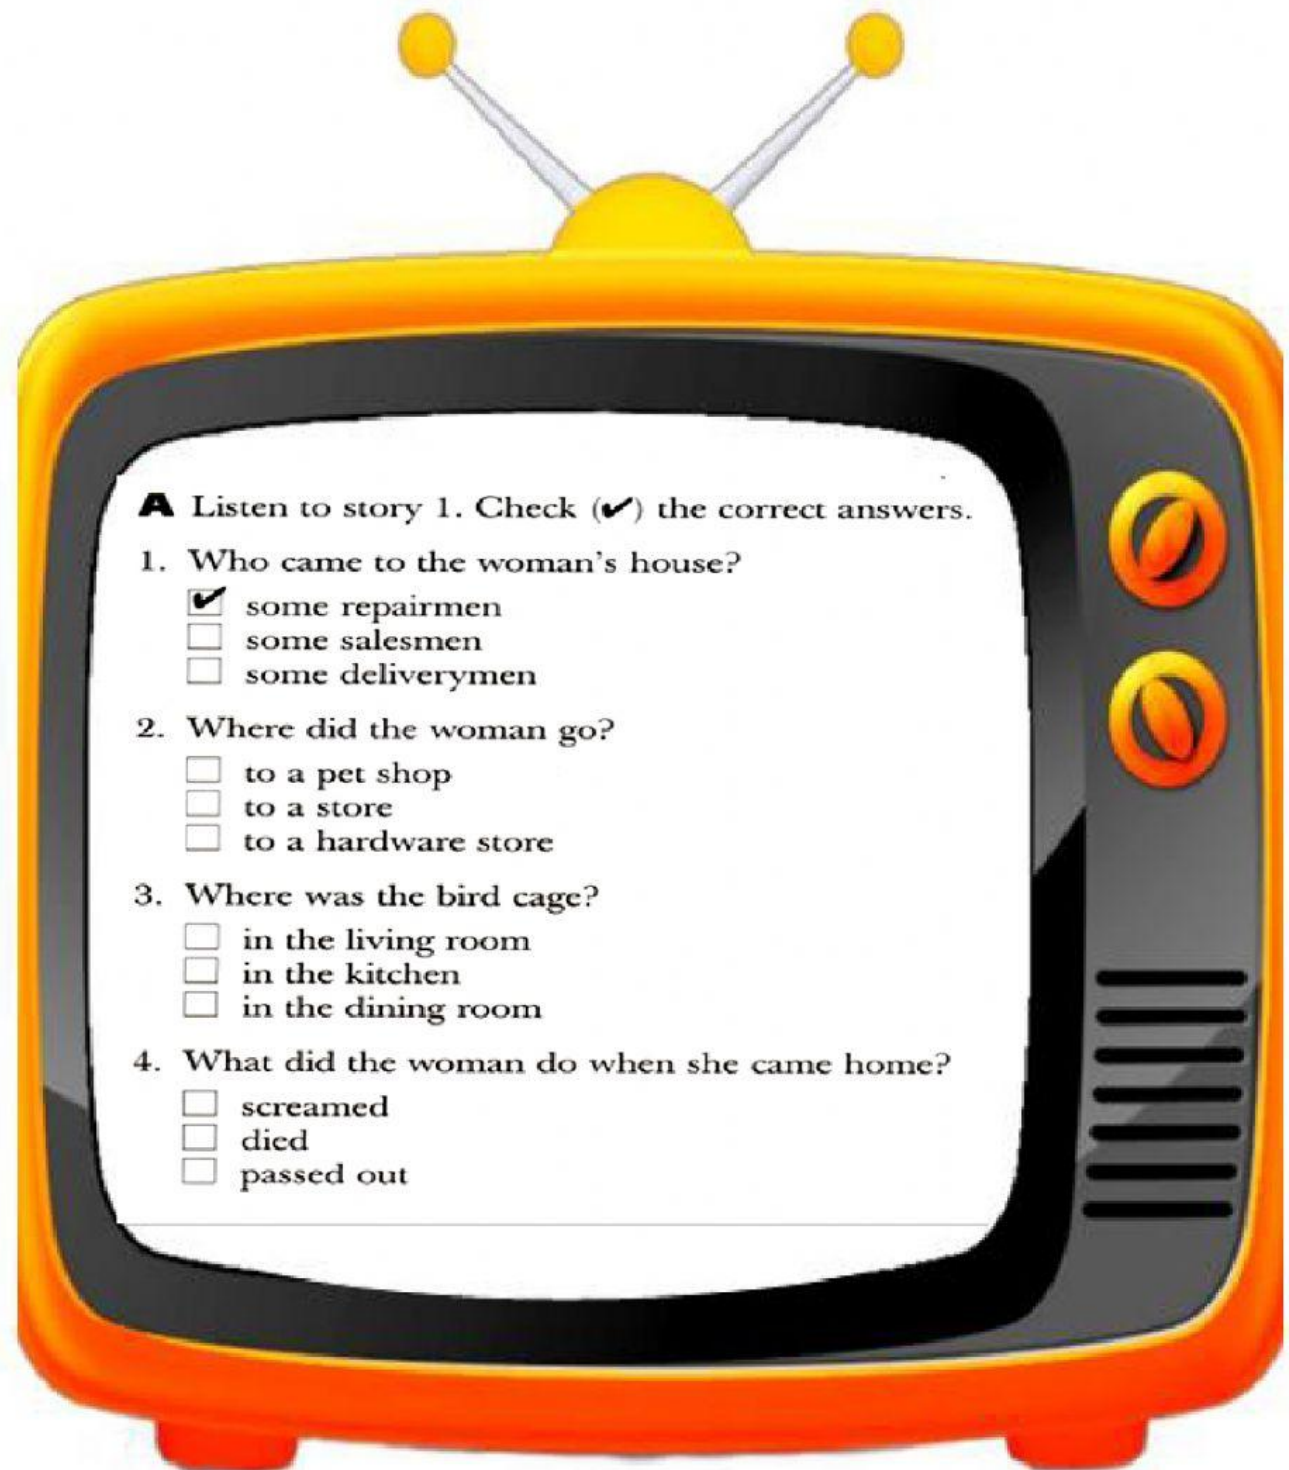 A Listen to story 1. Check (✔) the correct answers.
1. Who came to the woman's house?
✔ some repairmen
☐ some salesmen
☐ some deliverymen
2. Where did the woman go?
☐ to a pet shop
☐ to a store
☐ to a hardware store
3. Where was the bird cage?
☐ in the living room
☐ in the kitchen
☐ in the dining room
4. What did the woman do when she came home?
☐ screamed
☐ died
☐ passed out